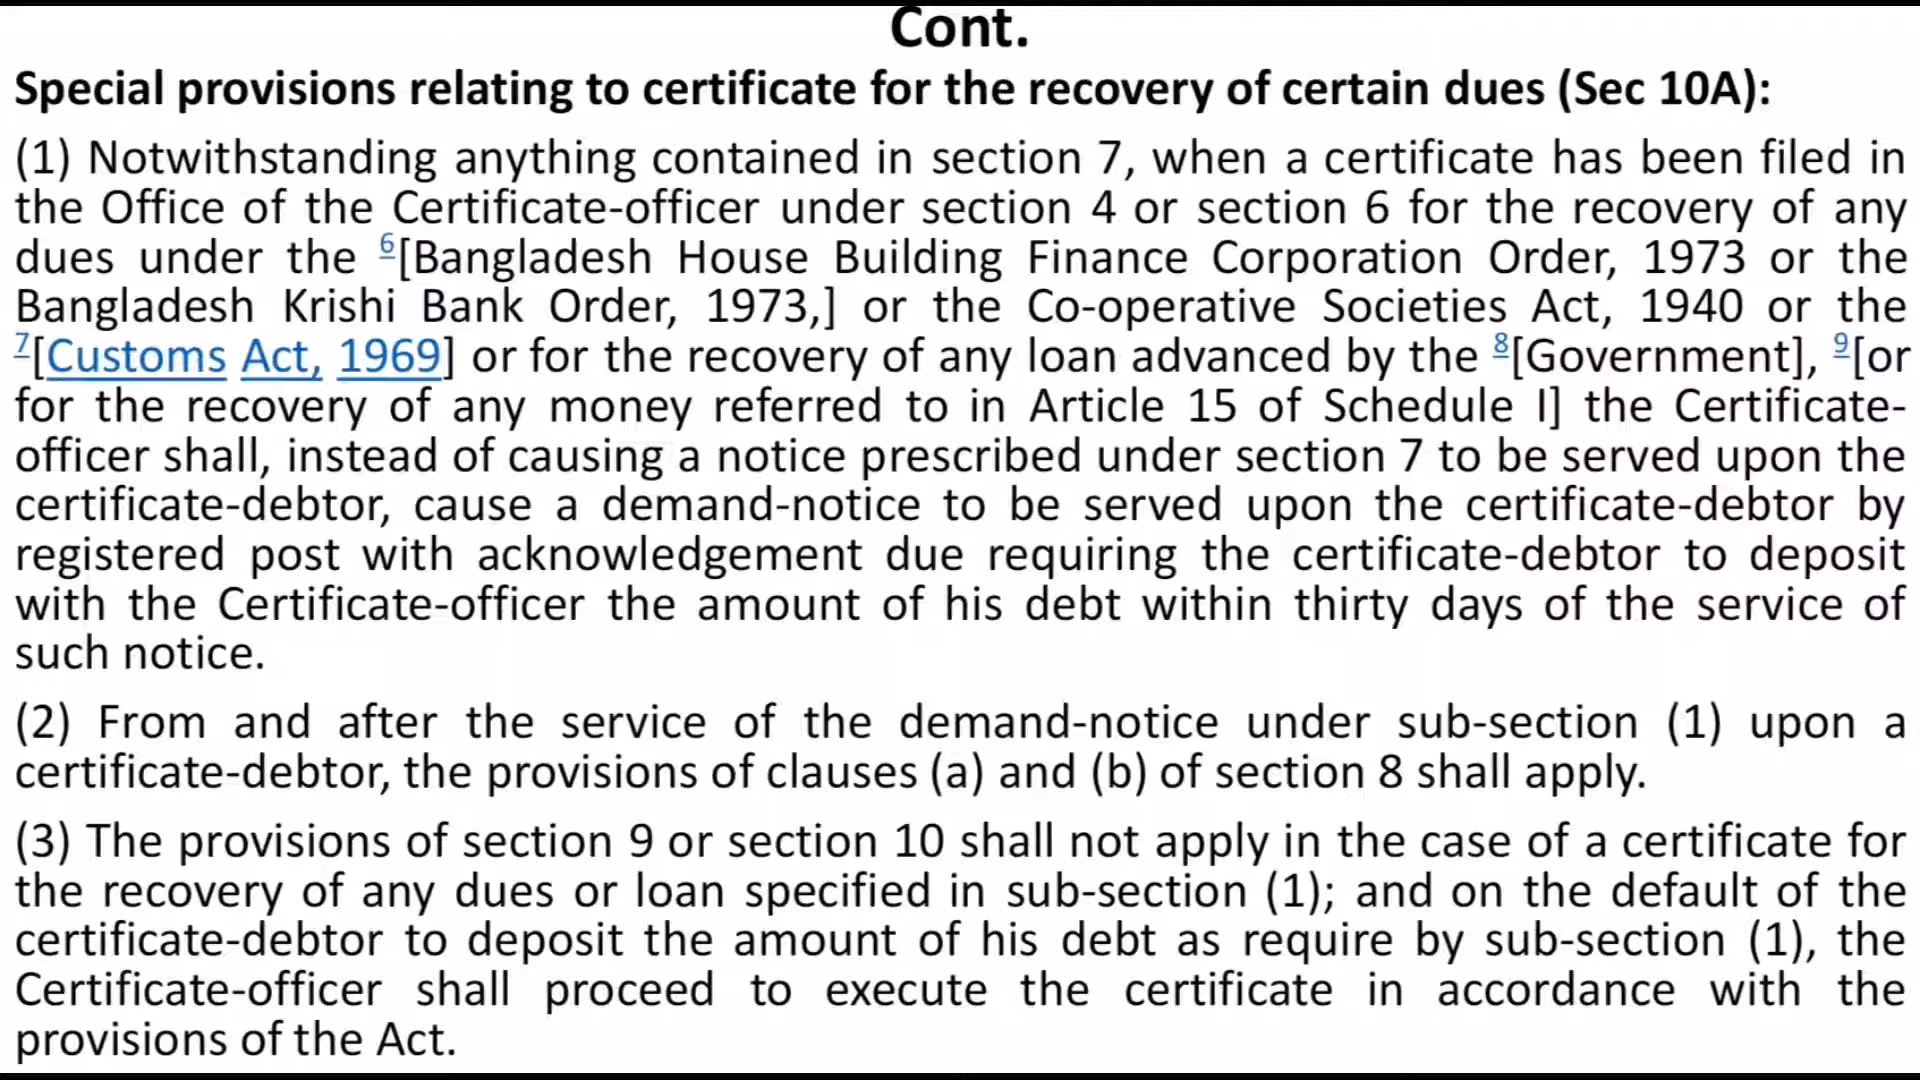 Cont.
Special provisions relating to certificate for the recovery of certain dues (Sec 10A):
(1) Notwithstanding anything contained in section 7, when a certificate has been filed in
the Office of the Certificate-officer under section 4 or section 6 for the recovery of any
dues under the 6[Bangladesh House Building Finance Corporation Order, 1973 or the
Bangladesh Krishi Bank Order, 1973,] or the Co-operative Societies Act, 1940 or the
7[Customs Act, 1969] or for the recovery of any loan advanced by the 8[Government], 9[or
for the recovery of any money referred to in Article 15 of Schedule I] the Certificate-
officer shall, instead of causing a notice prescribed under section 7 to be served upon the
certificate-debtor, cause a demand-notice to be served upon the certificate-debtor by
registered post with acknowledgement due requiring the certificate-debtor to deposit
with the Certificate-officer the amount of his debt within thirty days of the service of
such notice.
(2) From and after the service of the demand-notice under sub-section (1) upon a
certificate-debtor, the provisions of clauses (a) and (b) of section 8 shall apply.
(3) The provisions of section 9 or section 10 shall not apply in the case of a certificate for
the recovery of any dues or loan specified in sub-section (1); and on the default of the
certificate-debtor to deposit the amount of his debt as require by sub-section (1), the
Certificate-officer shall proceed to execute the certificate in accordance with the
provisions of the Act.